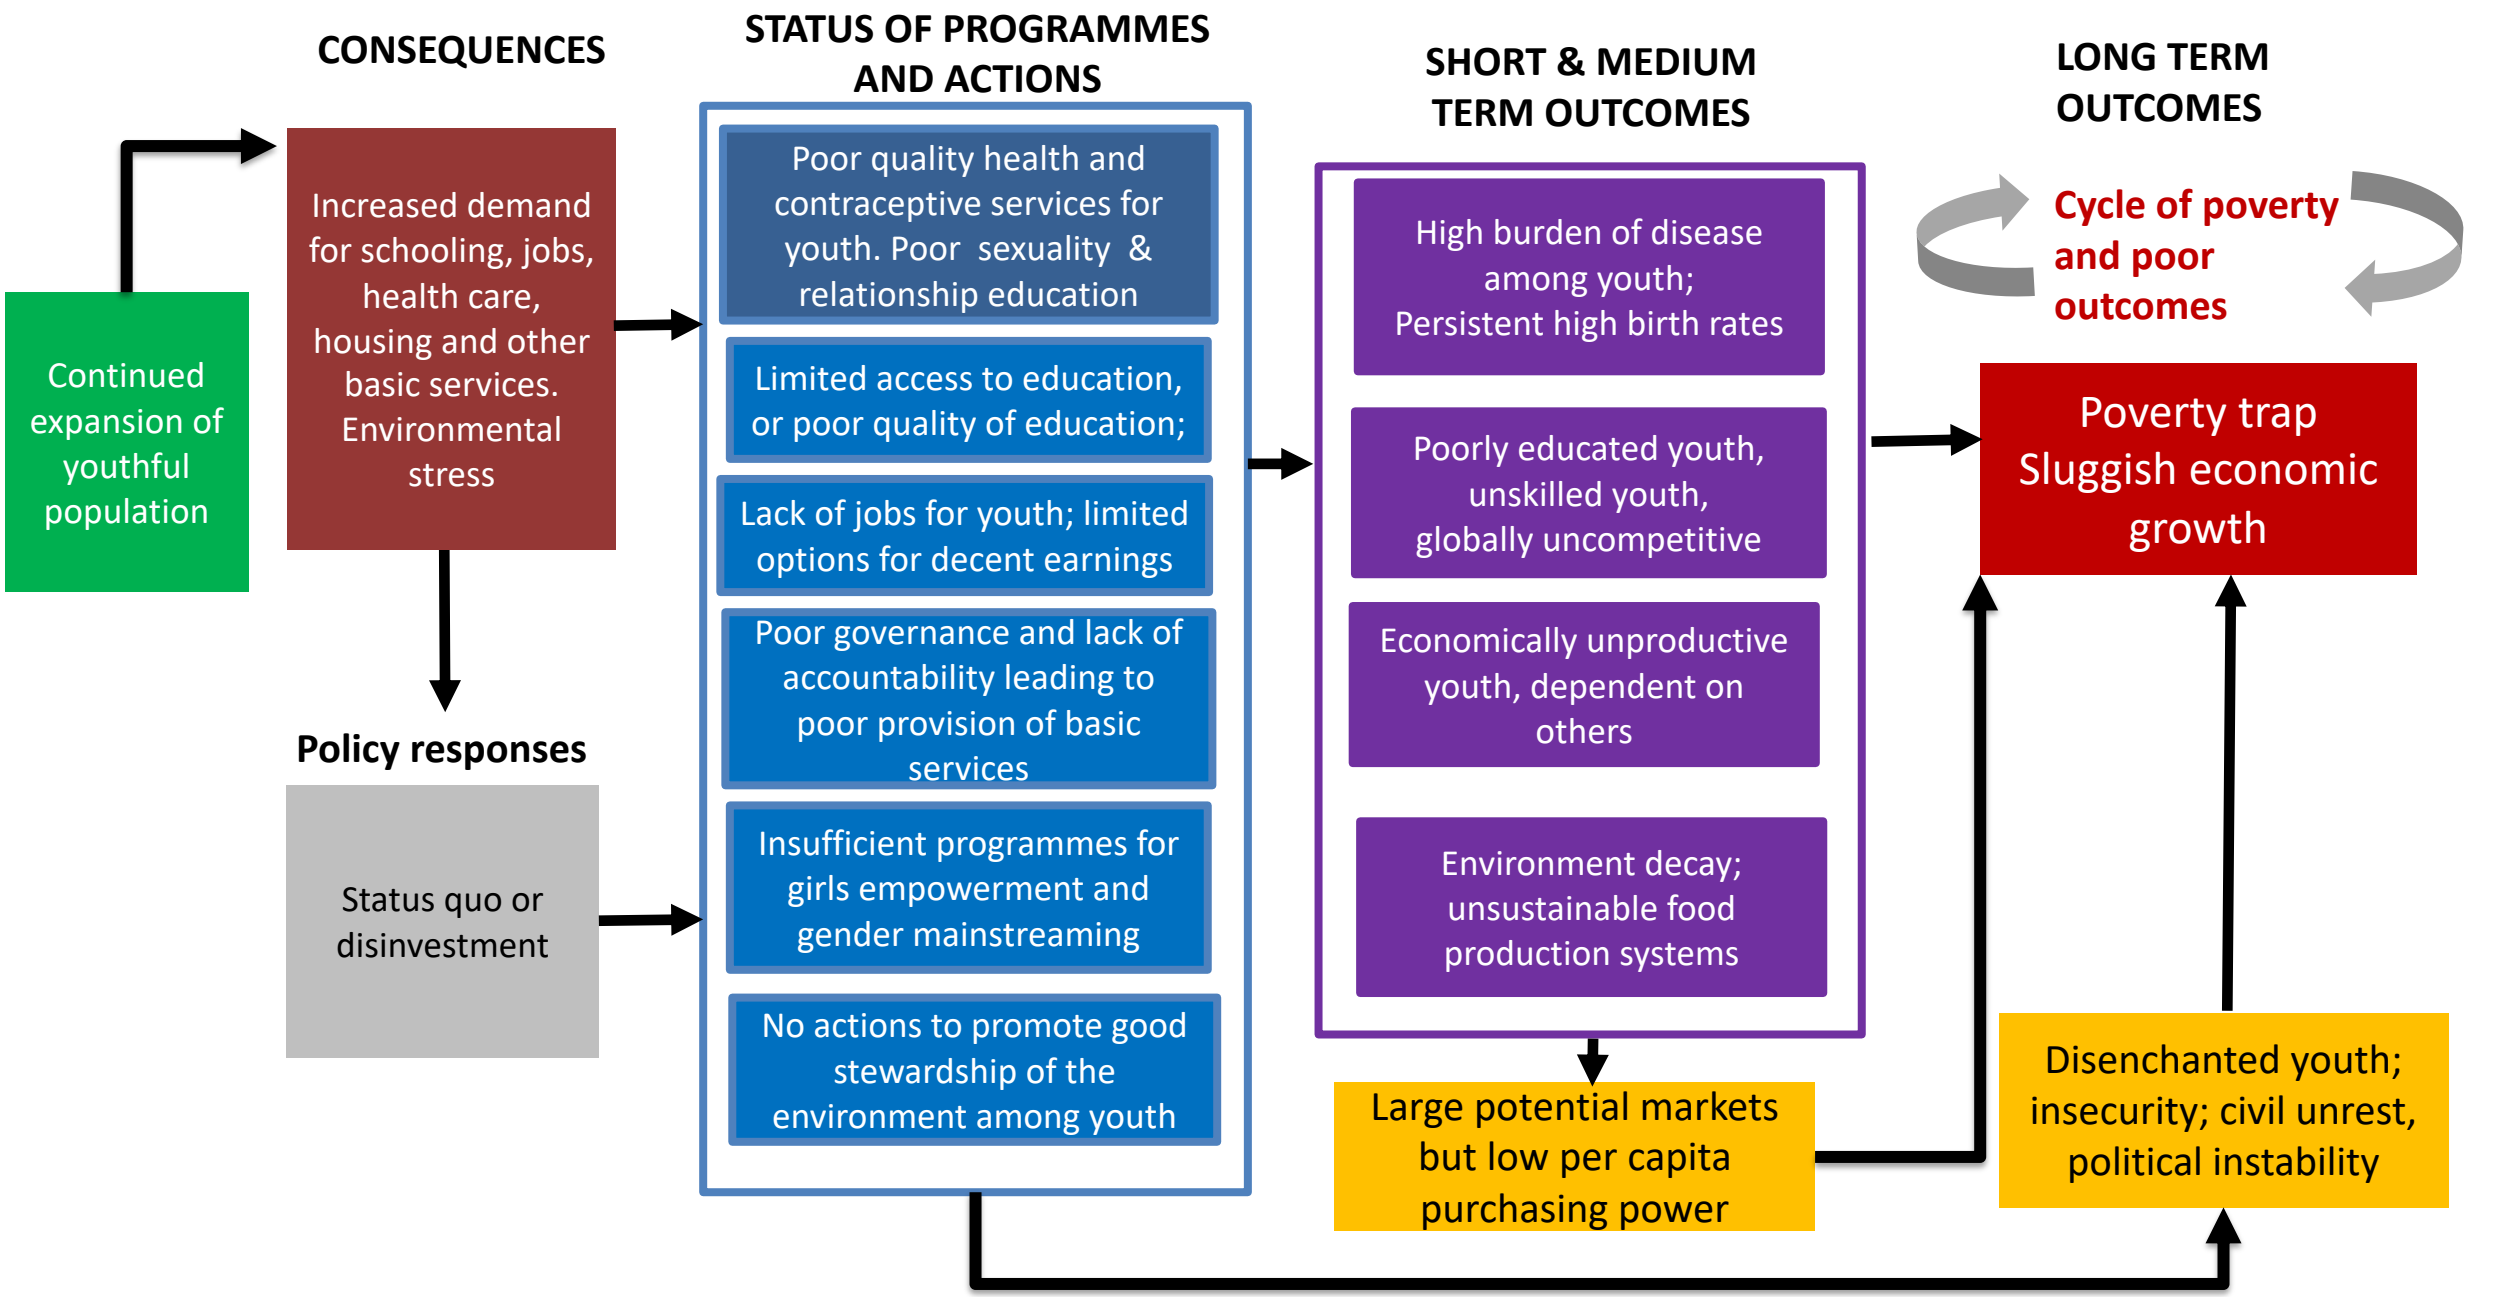 CONSEQUENCES
STATUS OF PROGRAMMES
AND ACTIONS
SHORT & MEDIUM
TERM OUTCOMES
LONG TERM
OUTCOMES
Continued
expansion of
youthful
population
Increased demand
for schooling, jobs,
health care,
housing and other
basic services.
Environmental
stress
Policy responses
Status quo or
disinvestment
Poor quality health and
contraceptive services for
youth. Poor sexuality &
relationship education
Limited access to education,
or poor quality of education;
Lack of jobs for youth; limited
options for decent earnings
Poor governance and lack of
accountability leading to
poor provision of basic
services
Insufficient programmes for
girls empowerment and
gender mainstreaming
No actions to promote good
stewardship of the
environment among youth
High burden of disease
among youth;
Persistent high birth rates
Poorly educated youth,
unskilled youth,
globally uncompetitive
Economically unproductive
youth, dependent on
others
Environment decay;
unsustainable food
production systems
Large potential markets
but low per capita
purchasing power
Cycle of poverty
and poor
outcomes
Poverty trap
Sluggish economic
growth
Disenchanted youth;
insecurity; civil unrest,
political instability